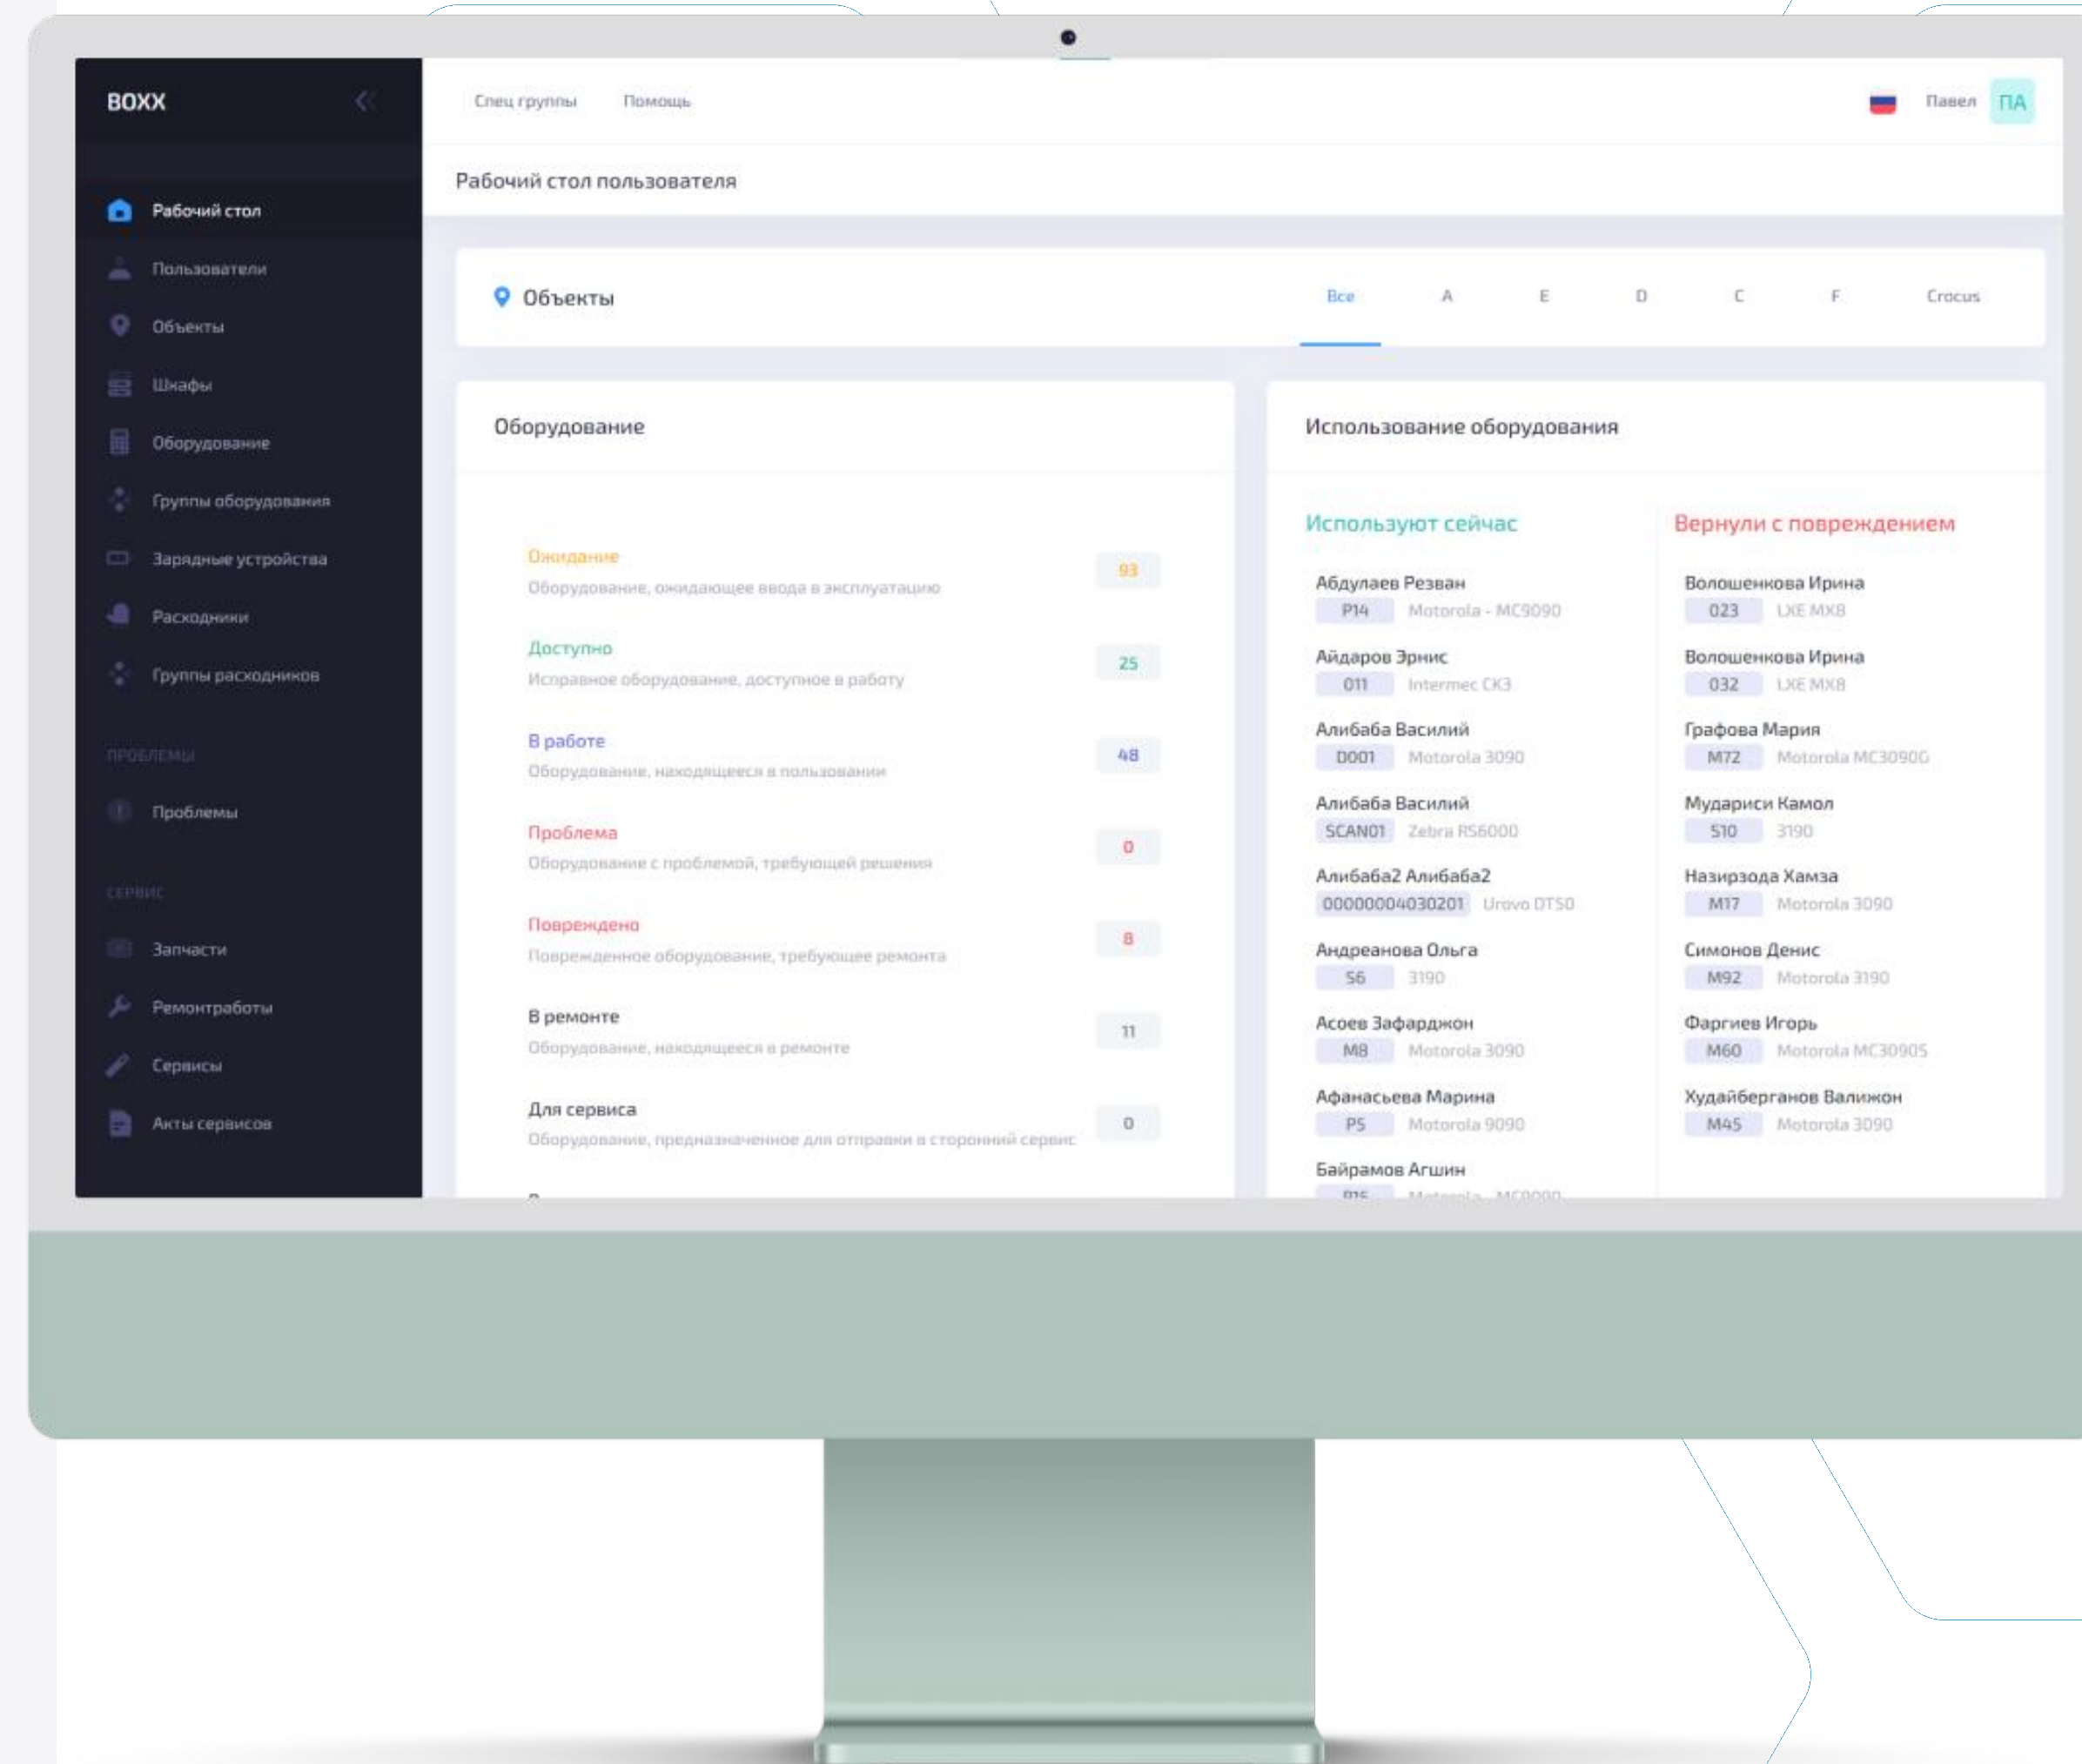 BOXX
Спец группы
Помощь
Павел
ПА
Рабочий стол пользователя
Рабочий стол
Пользователи
Объекты
Шкафы
Оборудование
Группы оборудования
Зарядные устройства
Расходники
Группы расходников
ПРОБЛЕМЫ
Проблемы
СЕРВИС
Запчасти
Ремонтработы
Сервисы
Акты сервисов
Объекты
Все
A
E
D
C
F
Crocus
Оборудование
Ожидание
93
Оборудование, ожидающее ввода в эксплуатацию
Доступно
25
Исправное оборудование, доступное в работу
В работе
48
Оборудование, находящееся в пользовании
Проблема
0
Оборудование с проблемой, требующей решения
Повреждено
8
Поврежденное оборудование, требующее ремонта
В ремонте
11
Оборудование, находящееся в ремонте
Для сервиса
0
Оборудование, предназначенное для отправки в сторонний сервис
Использование оборудования
Используют сейчас
Абдулаев Резван
P14 Motorola - MC9090
Айдаров Эрнис
011 Intermec CK3
Алибаба Василий
D001 Motorola 3090
Алибаба Василий
SCAN01 Zebra RS6000
Алибаба2 Алибаба2
00000004030201 Urovo DT50
Андреанова Ольга
S6 3190
Асоев Зафарджон
M8 Motorola 3090
Афанасьева Марина
P5 Motorola 9090
Байрамов Агшин
Вернули с повреждением
Волошенкова Ирина
023 LXE MX8
Волошенкова Ирина
032 LXE MX8
Графова Мария
M72 Motorola MC3090G
Мудариси Камол
S10 3190
Назирзода Хамза
M17 Motorola 3090
Симонов Денис
M92 Motorola 3190
Фаргиев Игорь
M60 Motorola MC3090S
Худайберганов Валижон
M45 Motorola 3090